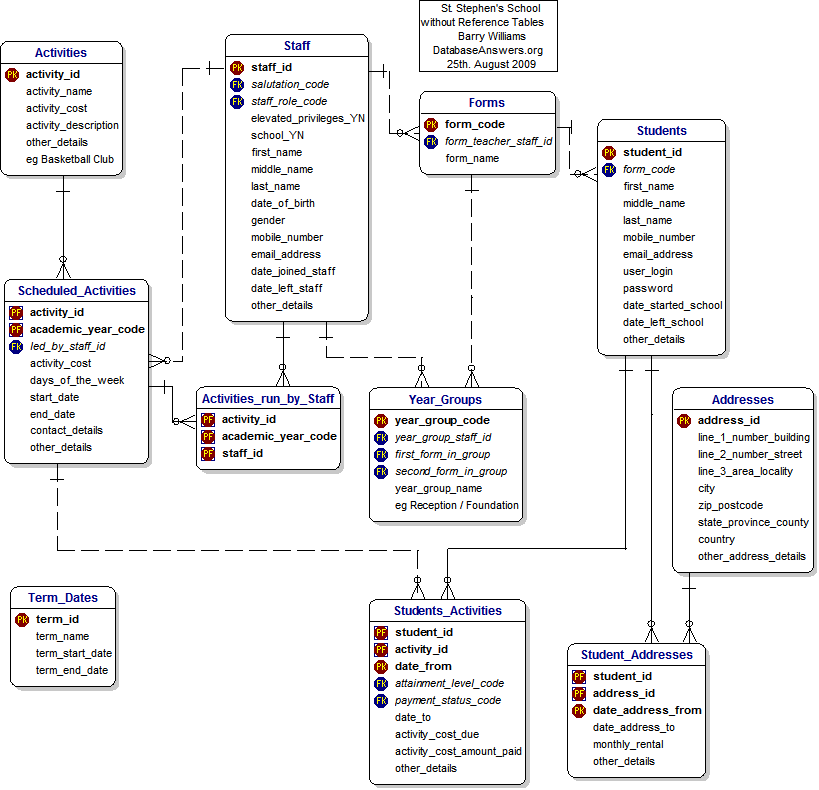 St. Stephen's School
without Reference Tables
Barry Williams
DatabaseAnswers.org
25th. August 2009
Activities
PK activity_id
activity_name
activity_cost
activity_description
other_details
eg Basketball Club
Staff
PK staff_id
FK salutation_code
FK staff_role_code
elevated_privileges_YN
school_YN
first_name
middle_name
last_name
date_of_birth
gender
mobile_number
email_address
date_joined_staff
date_left_staff
other_details
Forms
PK form_code
FK form_teacher_staff_id
form_name
Students
PK student_id
FK form_code
first_name
middle_name
last_name
mobile_number
email_address
user_login
password
date_started_school
date_left_school
other_details
Scheduled_Activities
PF activity_id
PF academic_year_code
FK led_by_staff_id
activity_cost
days_of_the_week
start_date
end_date
contact_details
other_details
Activities_run_by_Staff
PF activity_id
PF academic_year_code
PF staff_id
Year_Groups
PK year_group_code
FK year_group_staff_id
FK first_form_in_group
FK second_form_in_group
year_group_name
eg Reception / Foundation
Addresses
PK address_id
line_1_number_building
line_2_number_street
line_3_area_locality
city
zip_postcode
state_province_county
country
other_address_details
Term_Dates
PK term_id
term_name
term_start_date
term_end_date
Students_Activities
PF student_id
PF activity_id
PK date_from
FK attainment_level_code
FK payment_status_code
date_to
activity_cost_due
activity_cost_amount_paid
other_details
Student_Addresses
PF student_id
PF address_id
PK date_address_from
date_address_to
monthly_rental
other_details